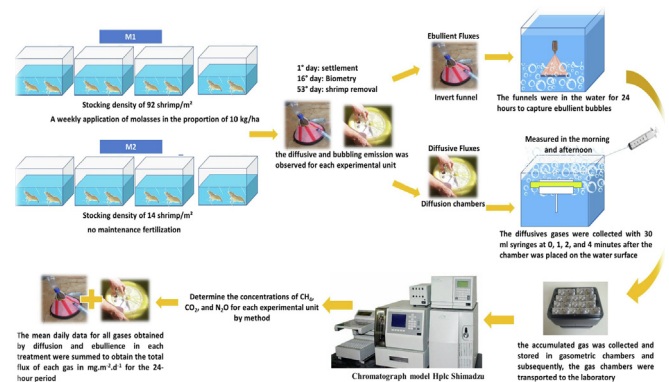 M1
Stocking density of 92 shrimp/m²
A weekly application of molasses in the proportion of 10 kg/ha
M2
Stocking density of 14 shrimp/m²
no maintenance fertilization
1° day: settlement
16° day: Biometry
53° day: shrimp removal
the diffusive and bubbling emission was
observed for each experimental unit
Ebullient Fluxes
Invert funnel
The funnels were in the water for 24
hours to capture ebullient bubbles
Diffusive Fluxes
Diffusion chambers
Measured in the morning
and afternoon
The diffusives gases were collected with 30
ml syringes at 0, 1, 2, and 4 minutes after the
chamber was placed on the water surface
the accumulated gas was collected and
stored in gasometric chambers and
subsequently, the gas chambers were
transported to the laboratory
Chromatograph model Hplc Shimadzu
Determine the concentrations of CH₄,
CO₂, and N₂O for each experimental unit
by method
The mean daily data for all gases obtained
by diffusion and ebullience in each
treatment were summed to obtain the total
flux of each gas in mg.m⁻².d⁻¹ for the 24-
hour period